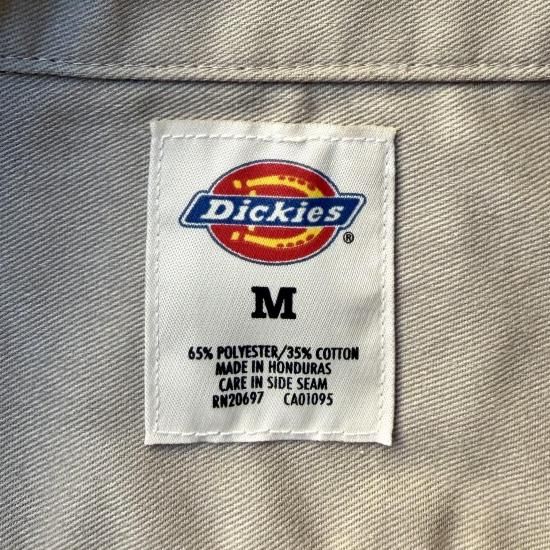 Dickies®
M
65% POLYESTER/35% COTTON
MADE IN HONDURAS
CARE IN SIDE SEAM
RN20697 CA01095